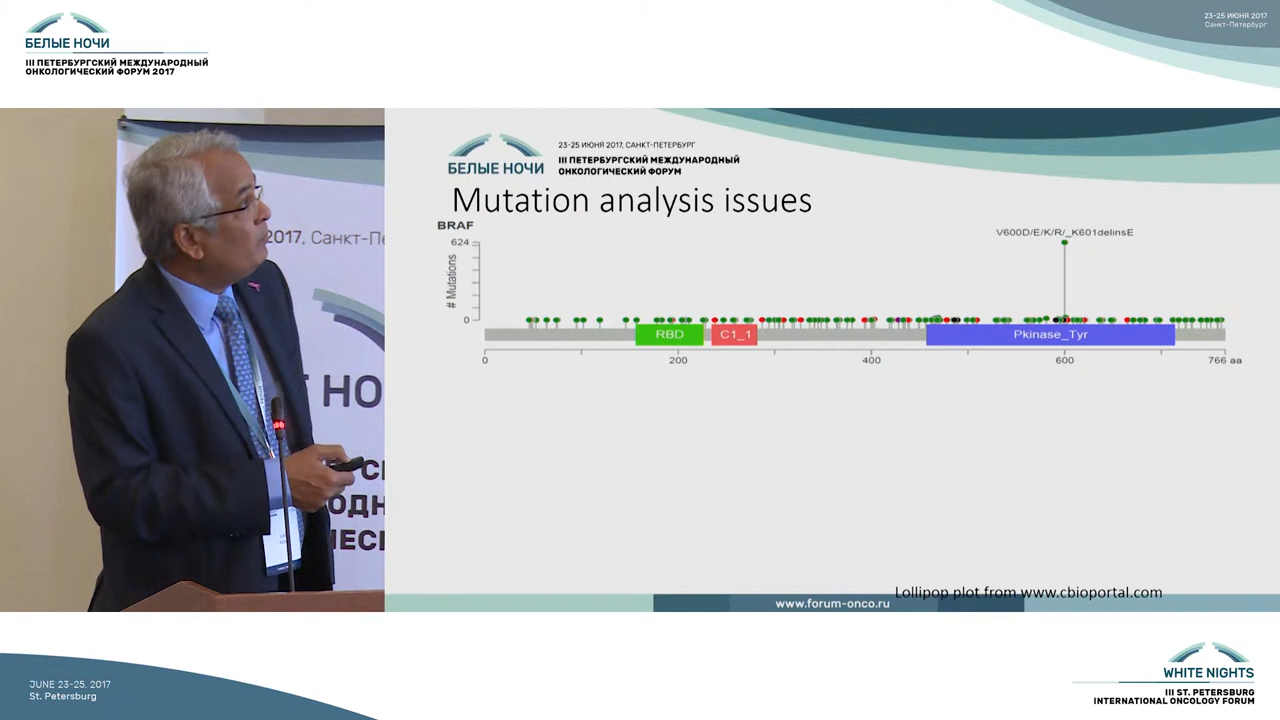 БЕЛЫЕ НОЧИ
III ПЕТЕРБУРГСКИЙ МЕЖДУНАРОДНЫЙ
ОНКОЛОГИЧЕСКИЙ ФОРУМ 2017
23-25 ИЮНЯ 2017
Санкт-Петербург
2017, Санкт-Пе
НО
23-25 ИЮНЯ 2017, САНКТ-ПЕТЕРБУРГ
БЕЛЫЕ НОЧИ
III ПЕТЕРБУРГСКИЙ МЕЖДУНАРОДНЫЙ
ОНКОЛОГИЧЕСКИЙ ФОРУМ
Mutation analysis issues
BRAF
V600D/E/K/R/_K601delinsE
624
# Mutations
0
RBD
C1_1
Pkinase_Tyr
0
200
400
600
766 aa
Lollipop plot from www.cbioportal.com
www.forum-onco.ru
JUNE 23-25, 2017
St. Petersburg
WHITE NIGHTS
III ST. PETERSBURG
INTERNATIONAL ONCOLOGY FORUM